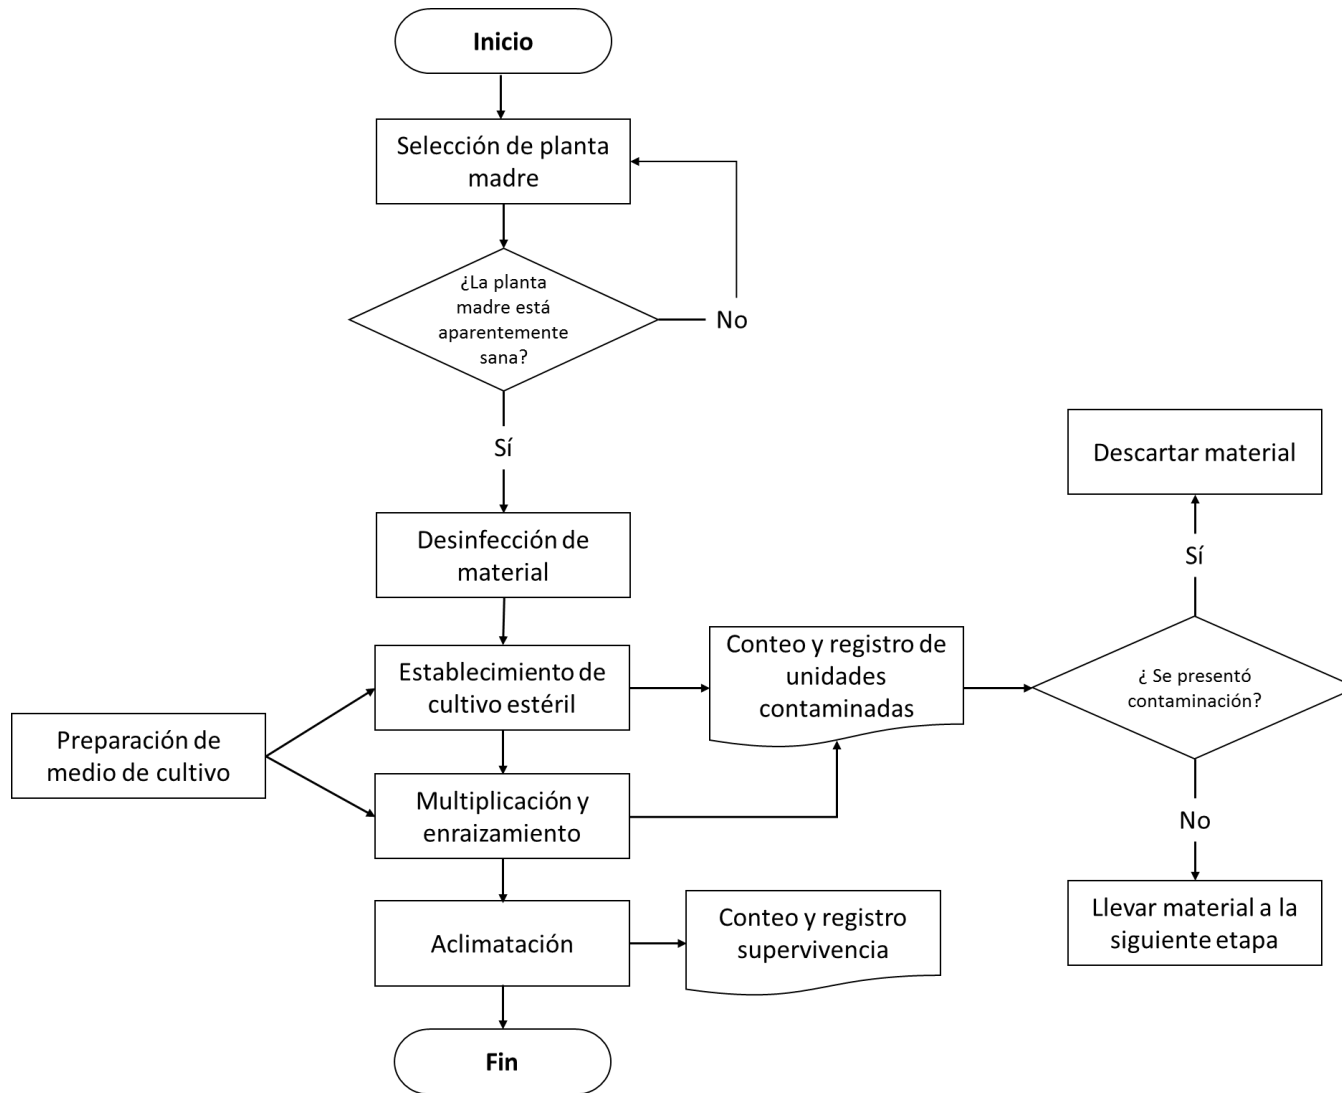 Inicio
Selección de planta
madre
¿La planta
madre está
aparentemente
sana?
No
Sí
Descartar material
Desinfección de
material
Sí
Establecimiento de
cultivo estéril
Conteo y registro de
unidades
contaminadas
¿ Se presentó
contaminación?
Preparación de
medio de cultivo
Multiplicación y
enraizamiento
No
Aclimatación
Conteo y registro
supervivencia
Llevar material a la
siguiente etapa
Fin